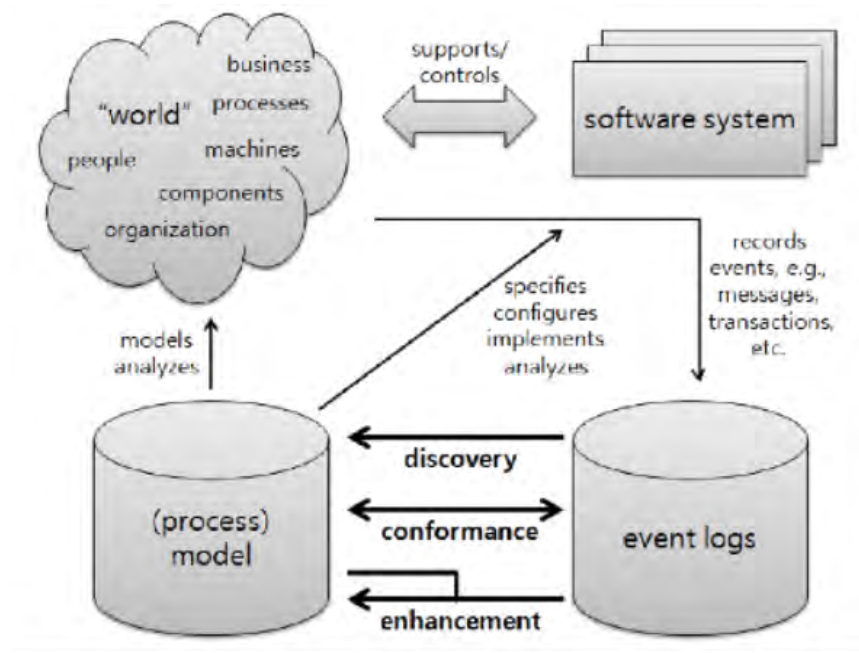 business
"world" processes
people
machines
components
organization
supports/
controls
software system
records
events, e.g.,
messages,
transactions,
etc.
specifies
configures
implements
analyzes
models
analyzes
discovery
(process)
model
conformance
event logs
enhancement